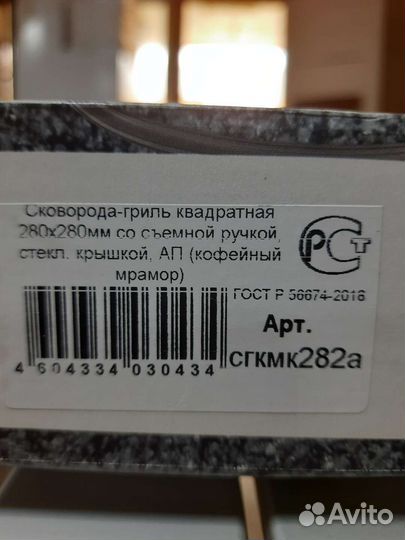 Сковорода-гриль квадратная
280х280мм со съемной ручкой,
стекл. крышкой, АП (кофейный
мрамор)
РСТ
ГОСТ Р 56674-2016
Арт.
сгкмк282а
4 604334 030434
Avito